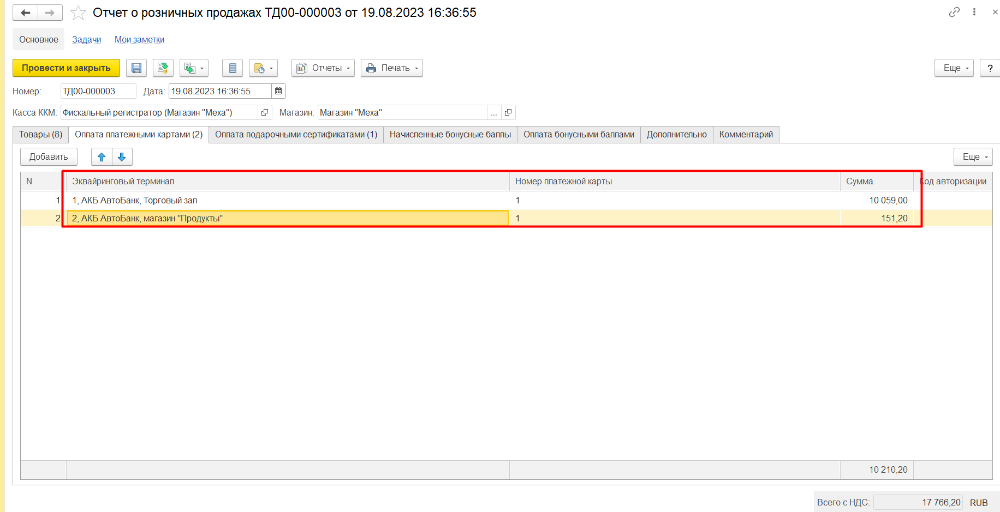 Отчет о розничных продажах ТД00-000003 от 19.08.2023 16:36:55
Основное Задачи Мои заметки
Провести и закрыть Отчеты Печать Еще ?
Номер: ТД00-000003 Дата: 19.08.2023 16:36:55
Касса ККМ: Фискальный регистратор (Магазин "Меха") Магазин: Магазин "Меха" ...
Товары (8) Оплата платежными картами (2) Оплата подарочными сертификатами (1) Начисленные бонусные баллы Оплата бонусными баллами Дополнительно Комментарий
Добавить Еще
N Эквайринговый терминал Номер платежной карты Сумма Код авторизации
1 1, АКБ АвтоБанк, Торговый зал 1 10 059,00
2 2, АКБ АвтоБанк, магазин "Продукты" 1 151,20
10 210,20
Всего с НДС: 17 766,20 RUB